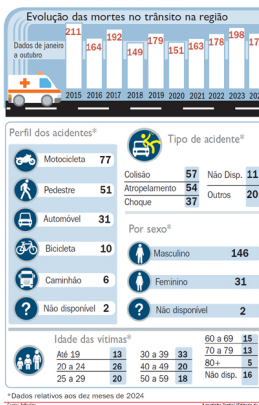 Evolução das mortes no trânsito na região
Dados de janeiro
a outubro
211 164 192 149 179 151 163 178 198
2015 2016 2017 2018 2019 2020 2021 2022 2023
Perfil dos acidentes*
Motocicleta 77
Pedestre 51
Automóvel 31
Bicicleta 10
Caminhão 6
Não disponível 2
Tipo de acidente*
Colisão 57
Atropelamento 54
Choque 37
Não Disp. 11
Outros 20
Por sexo*
Masculino 146
Feminino 31
Não disponível 2
Idade das vítimas*
Até 19 13
20 a 24 26
25 a 29 20
30 a 39 33
40 a 49 20
50 a 59 18
60 a 69 15
70 a 79 13
80+ 5
Não disp. 16
*Dados relativos aos dez meses de 2024